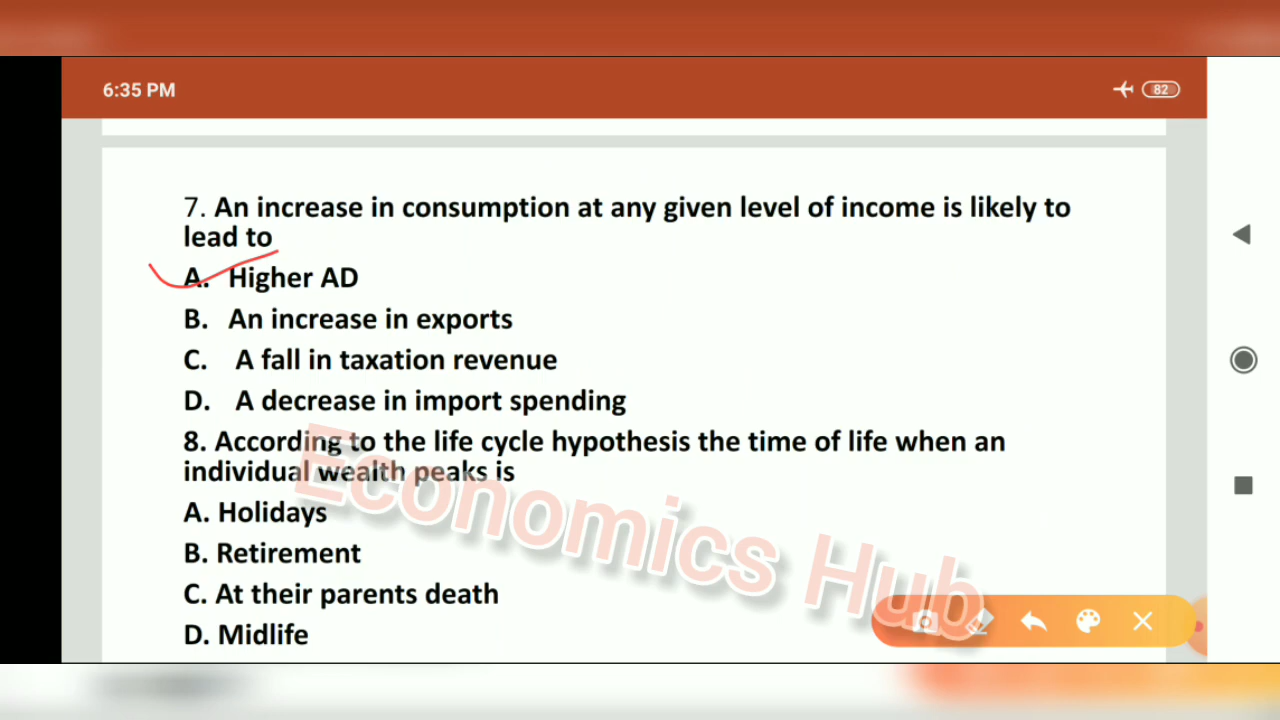 6:35 PM
82
7. An increase in consumption at any given level of income is likely to
lead to
A. Higher AD
B. An increase in exports
C. A fall in taxation revenue
D. A decrease in import spending
8. According to the life cycle hypothesis the time of life when an
individual wealth peaks is
A. Holidays
B. Retirement
C. At their parents death
D. Midlife
Economics Hub